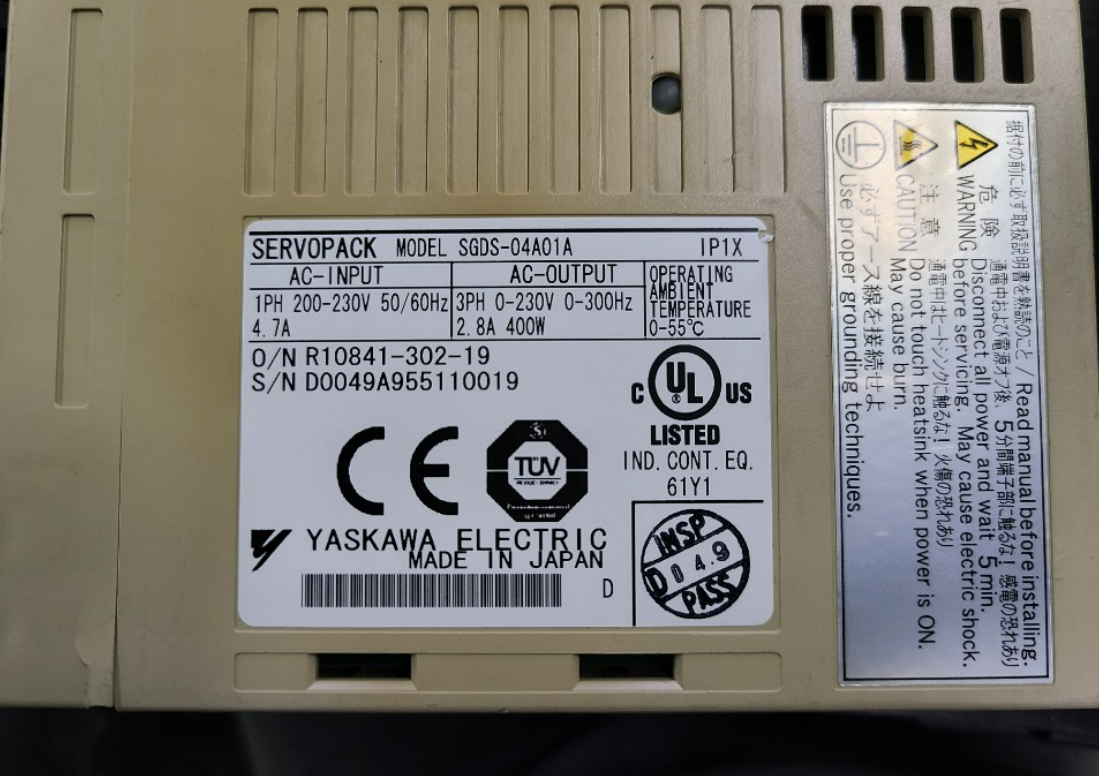 SERVOPACK MODEL SGDS-04A01A IP1X
AC-INPUT
1PH 200-230V 50/60Hz
4.7A
AC-OUTPUT
3PH 0-230V 0-300Hz
2.8A 400W
OPERATING
AMBIENT
TEMPERATURE
0-55℃
O/N R10841-302-19
S/N D0049A955110019
C UL ® US
LISTED
IND. CONT. EQ.
61Y1
CE
TÜV
YASKAWA ELECTRIC
MADE IN JAPAN
D
INSP
D 04.9
PASS
据付の前に必ず取扱説明書を熟読のこと / Read manual before installing.
危険 通電中および電源オフ後、5分間端子部に触るな! 感電の恐れあり
WARNING Disconnect all power and wait 5 min.
before servicing. May cause electric shock.
注意 通電中はヒートシンクに触るな! 火傷の恐れあり
CAUTION Do not touch heatsink when power is ON.
May cause burn.
必ずアース線を接続せよ
Use proper grounding techniques.